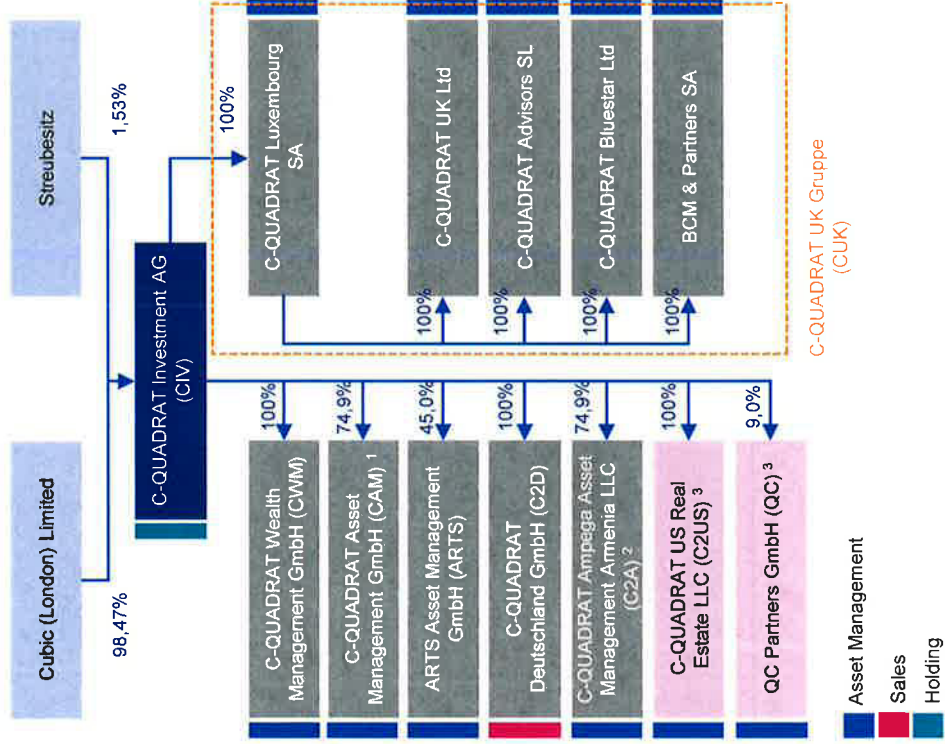 Cubic (London) Limited
Streubesitz
98,47%
1,53%
C-QUADRAT Investment AG
(CIV)
100%
C-QUADRAT Wealth
Management GmbH (CWM)
100%
C-QUADRAT Asset
Management GmbH (CAM) ¹
74,9%
ARTS Asset Management
GmbH (ARTS)
45,0%
C-QUADRAT
Deutschland GmbH (C2D)
100%
C-QUADRAT Ampega Asset
Management Armenia LLC
(C2A) ²
74,9%
C-QUADRAT US Real
Estate LLC (C2US) ³
100%
QC Partners GmbH (QC) ³
9,0%
C-QUADRAT Luxembourg
SA
100%
C-QUADRAT UK Ltd
100%
C-QUADRAT Advisors SL
100%
C-QUADRAT Bluestar Ltd
100%
BCM & Partners SA
C-QUADRAT UK Gruppe
(CUK)
Asset Management
Sales
Holding